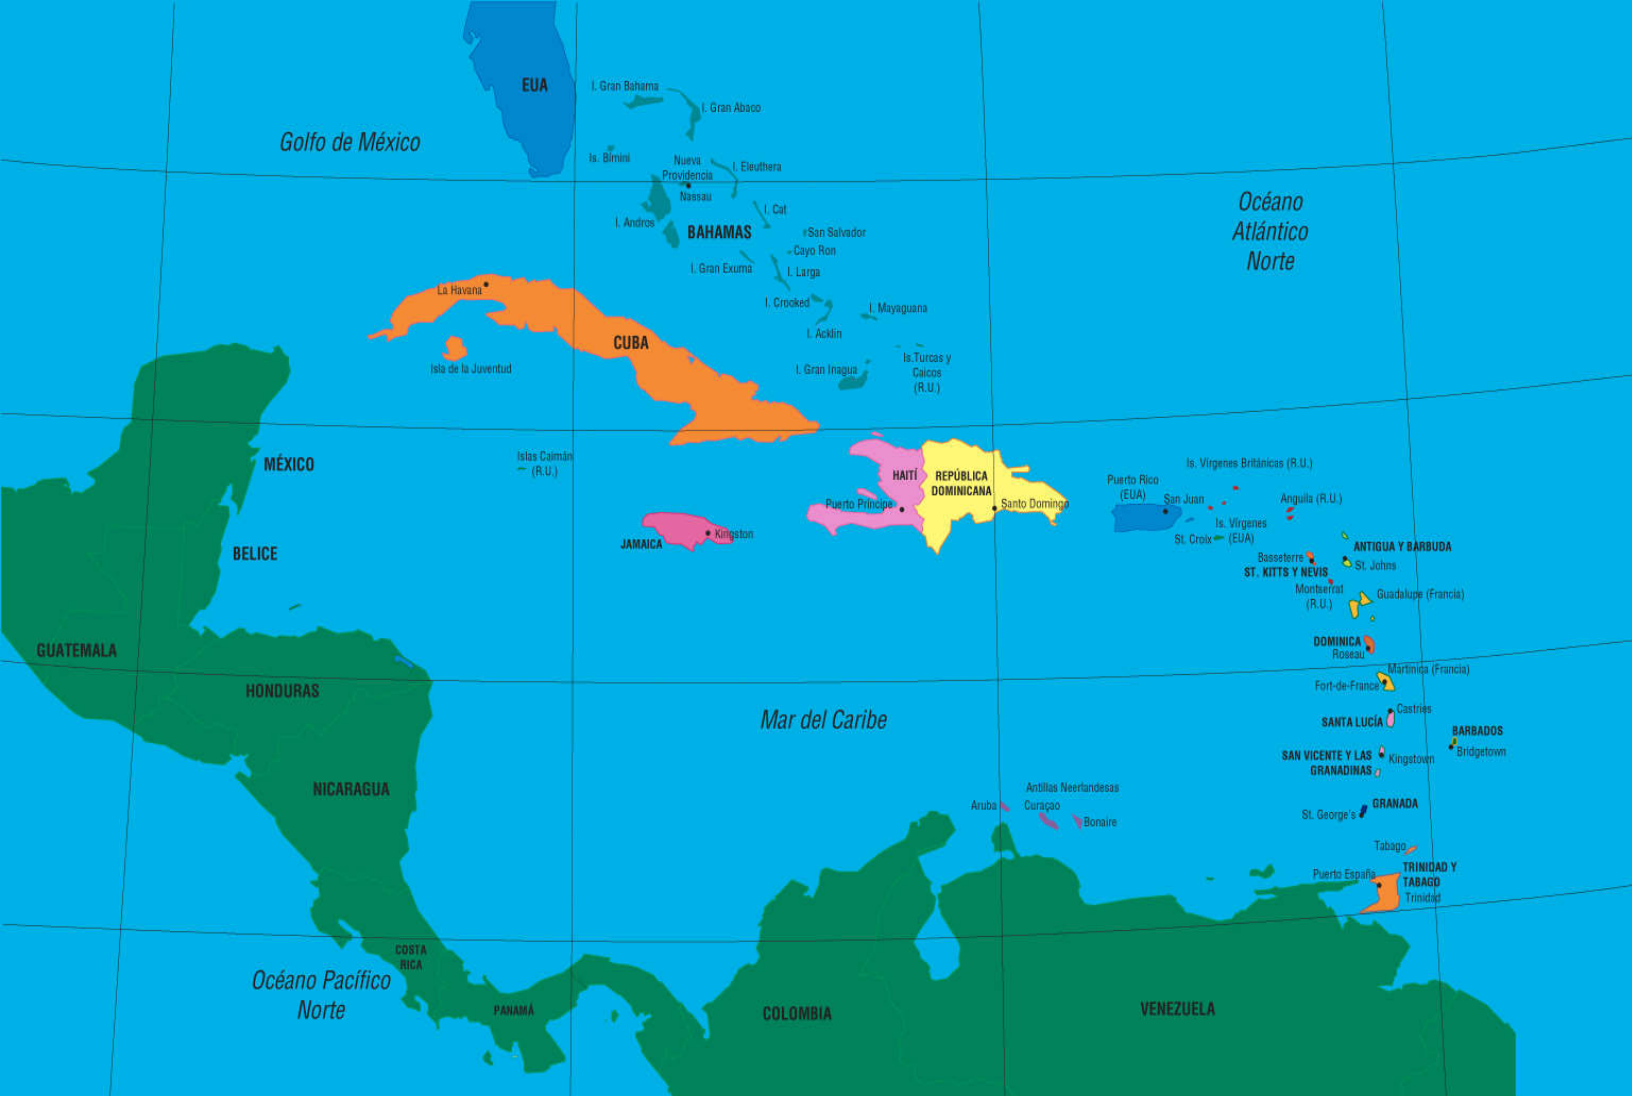 EUA
I. Gran Bahama
I. Gran Abaco
Golfo de México
Is. Bimini
Nueva
Providencia
Nassau
I. Eleuthera
I. Andros
BAHAMAS
I. Cat
San Salvador
Cayo Ron
I. Gran Exuma
I. Larga
I. Crooked
I. Mayaguana
I. Acklin
I. Gran Inagua
Is.Turcas y
Caicos
(R.U.)
Océano
Atlántico
Norte
La Havana
CUBA
Isla de la Juventud
Islas Caimán
(R.U.)
MÉXICO
BELICE
JAMAICA
Kingston
HAITÍ
Puerto Príncipe
REPÚBLICA
DOMINICANA
Santo Domingo
Puerto Rico
(EUA)
San Juan
Is. Vírgenes Británicas (R.U.)
Anguila (R.U.)
Is. Vírgenes
(EUA)
St. Croix
ANTIGUA Y BARBUDA
St. Johns
Basseterre
ST. KITTS Y NEVIS
Montserrat
(R.U.)
Guadalupe (Francia)
DOMINICA
Roseau
Martinica (Francia)
Fort-de-France
Castries
SANTA LUCÍA
BARBADOS
Bridgetown
SAN VICENTE Y LAS
GRANADINAS
Kingstown
GRANADA
St. George's
Tabago
TRINIDAD Y
TABAGO
Puerto España
Trinidad
GUATEMALA
HONDURAS
Mar del Caribe
NICARAGUA
Antillas Neerlandesas
Aruba
Curaçao
Bonaire
COSTA
RICA
Océano Pacífico
Norte
PANAMÁ
COLOMBIA
VENEZUELA